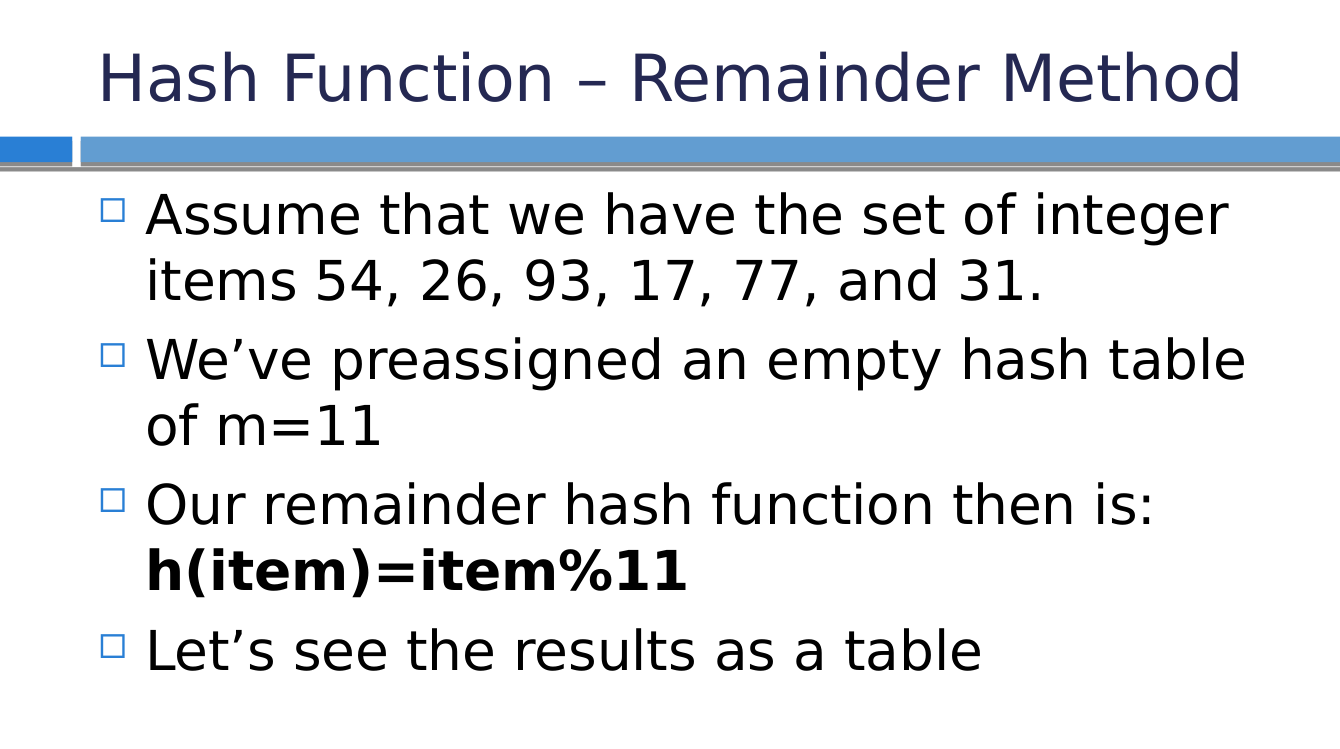 Hash Function – Remainder Method
Assume that we have the set of integer
items 54, 26, 93, 17, 77, and 31.
We’ve preassigned an empty hash table
of m=11
Our remainder hash function then is:
h(item)=item%11
Let’s see the results as a table